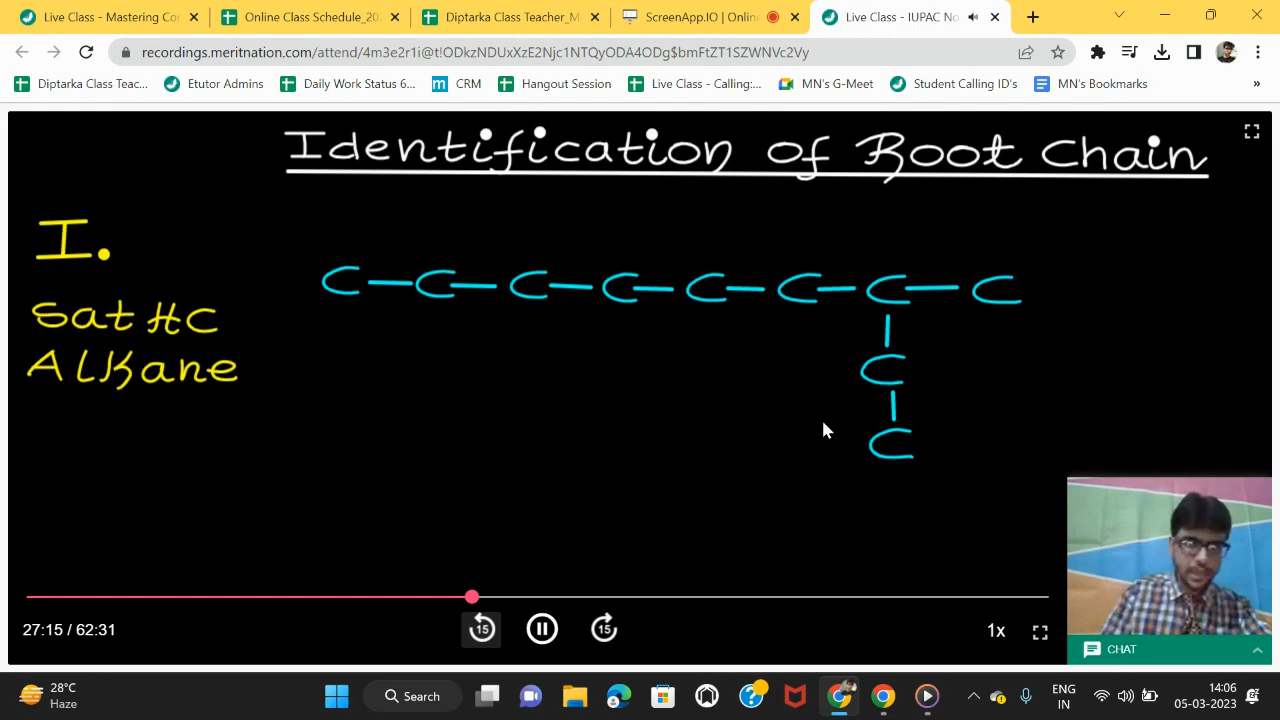 Live Class - Mastering Co
Online Class Schedule_202
Diptarka Class Teacher_M
ScreenApp.IO | Onlin
Live Class - IUPAC No
recordings.meritnation.com/attend/4m3e2r1i@t!ODkzNDUxXzE2Njc1NTQyODA4ODg$bmFtZT1SZWNVc2Vy
Diptarka Class Teac...
Etutor Admins
Daily Work Status 6...
CRM
Hangout Session
Live Class - Calling:...
MN's G-Meet
Student Calling ID's
MN's Bookmarks
»
Identification of Root Chain
I.
C-C-C-C-C-C-C-C
Sat HC
Alkane
C
C
27:15 / 62:31
15
15
1x
CHAT
28°C
Haze
Search
ENG
IN
14:06
05-03-2023